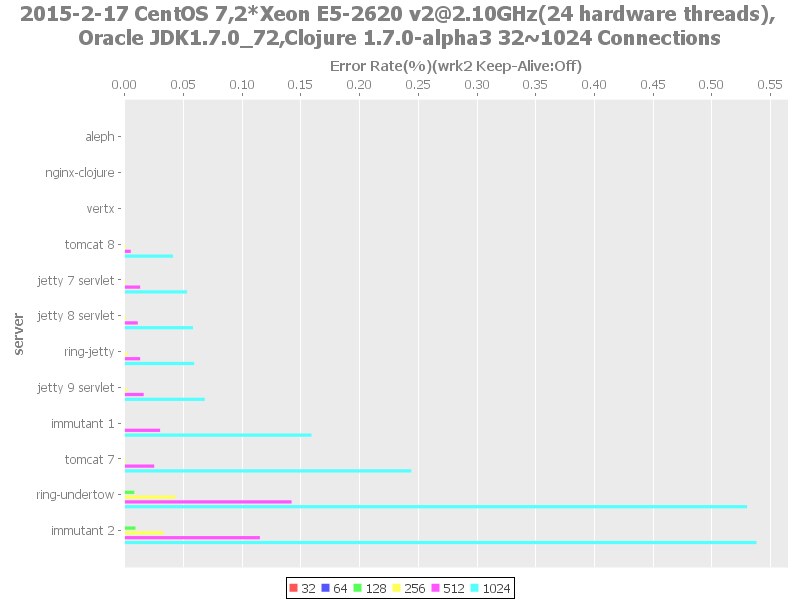 2015-2-17 CentOS 7,2*Xeon E5-2620 v2@2.10GHz(24 hardware threads),
Oracle JDK1.7.0_72,Clojure 1.7.0-alpha3 32~1024 Connections
Error Rate(%)(wrk2 Keep-Alive:Off)
0.00 0.05 0.10 0.15 0.20 0.25 0.30 0.35 0.40 0.45 0.50 0.55
server
aleph
nginx-clojure
vertx
tomcat 8
jetty 7 servlet
jetty 8 servlet
ring-jetty
jetty 9 servlet
immutant 1
tomcat 7
ring-undertow
immutant 2
32 64 128 256 512 1024